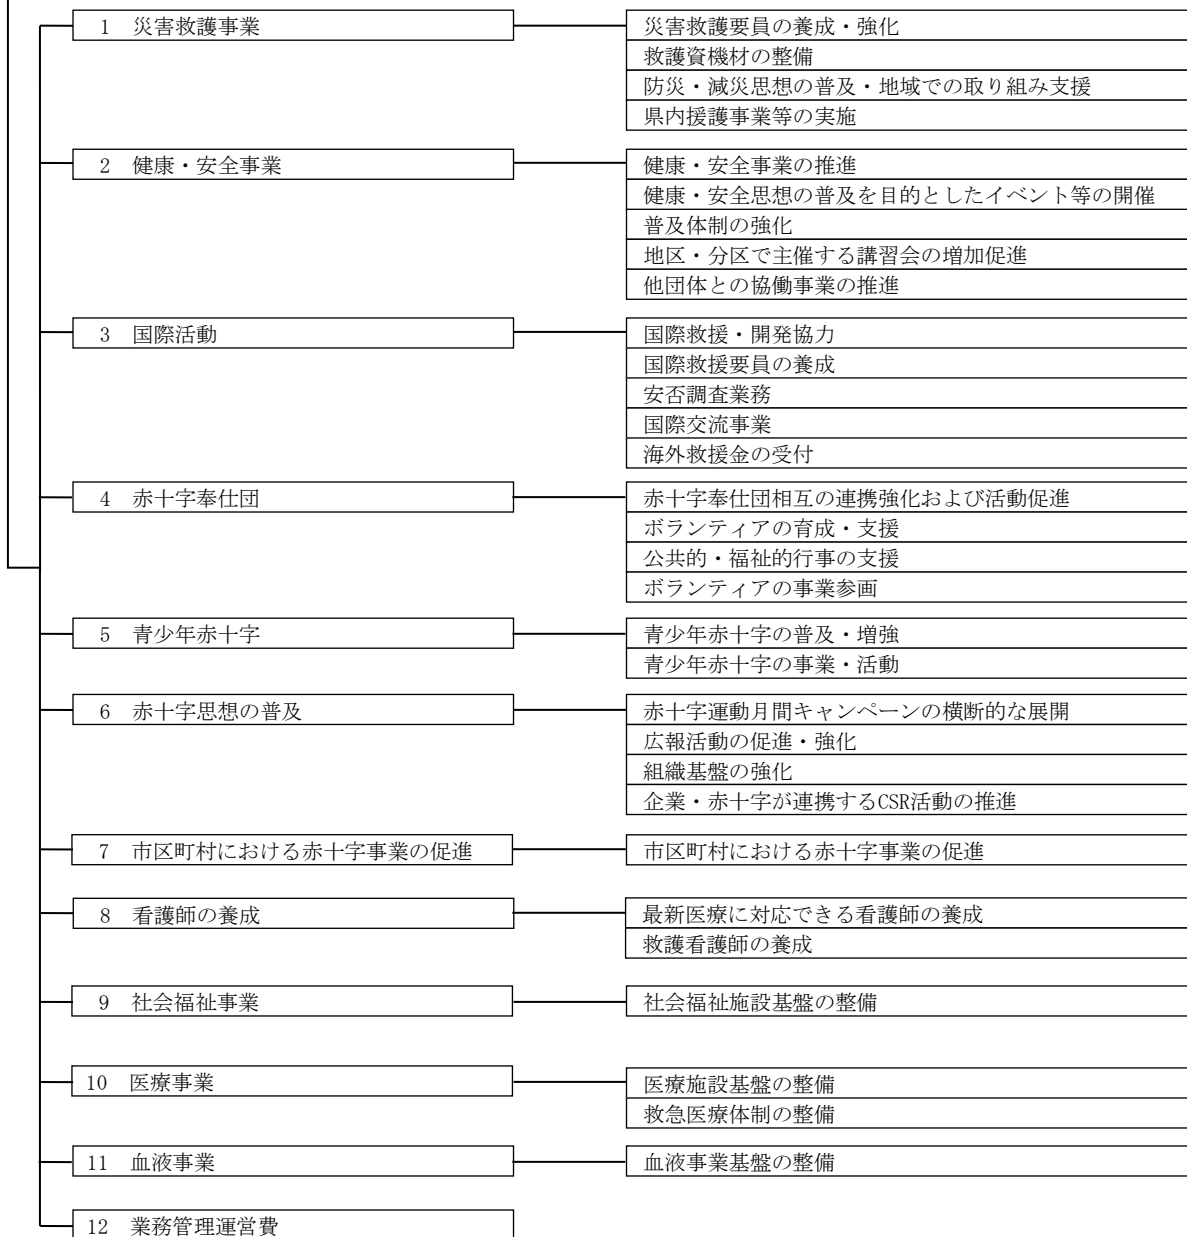 1 災害救護事業
災害救護要員の養成・強化
救護資機材の整備
防災・減災思想の普及・地域での取り組み支援
県内援護事業等の実施
2 健康・安全事業
健康・安全事業の推進
健康・安全思想の普及を目的としたイベント等の開催
普及体制の強化
地区・分区で主催する講習会の増加促進
他団体との協働事業の推進
3 国際活動
国際救援・開発協力
国際救援要員の養成
安否調査業務
国際交流事業
海外救援金の受付
4 赤十字奉仕団
赤十字奉仕団相互の連携強化および活動促進
ボランティアの育成・支援
公共的・福祉的行事の支援
ボランティアの事業参画
5 青少年赤十字
青少年赤十字の普及・増強
青少年赤十字の事業・活動
6 赤十字思想の普及
赤十字運動月間キャンペーンの横断的な展開
広報活動の促進・強化
組織基盤の強化
企業・赤十字が連携するCSR活動の推進
7 市区町村における赤十字事業の促進
市区町村における赤十字事業の促進
8 看護師の養成
最新医療に対応できる看護師の養成
救護看護師の養成
9 社会福祉事業
社会福祉施設基盤の整備
10 医療事業
医療施設基盤の整備
救急医療体制の整備
11 血液事業
血液事業基盤の整備
12 業務管理運営費